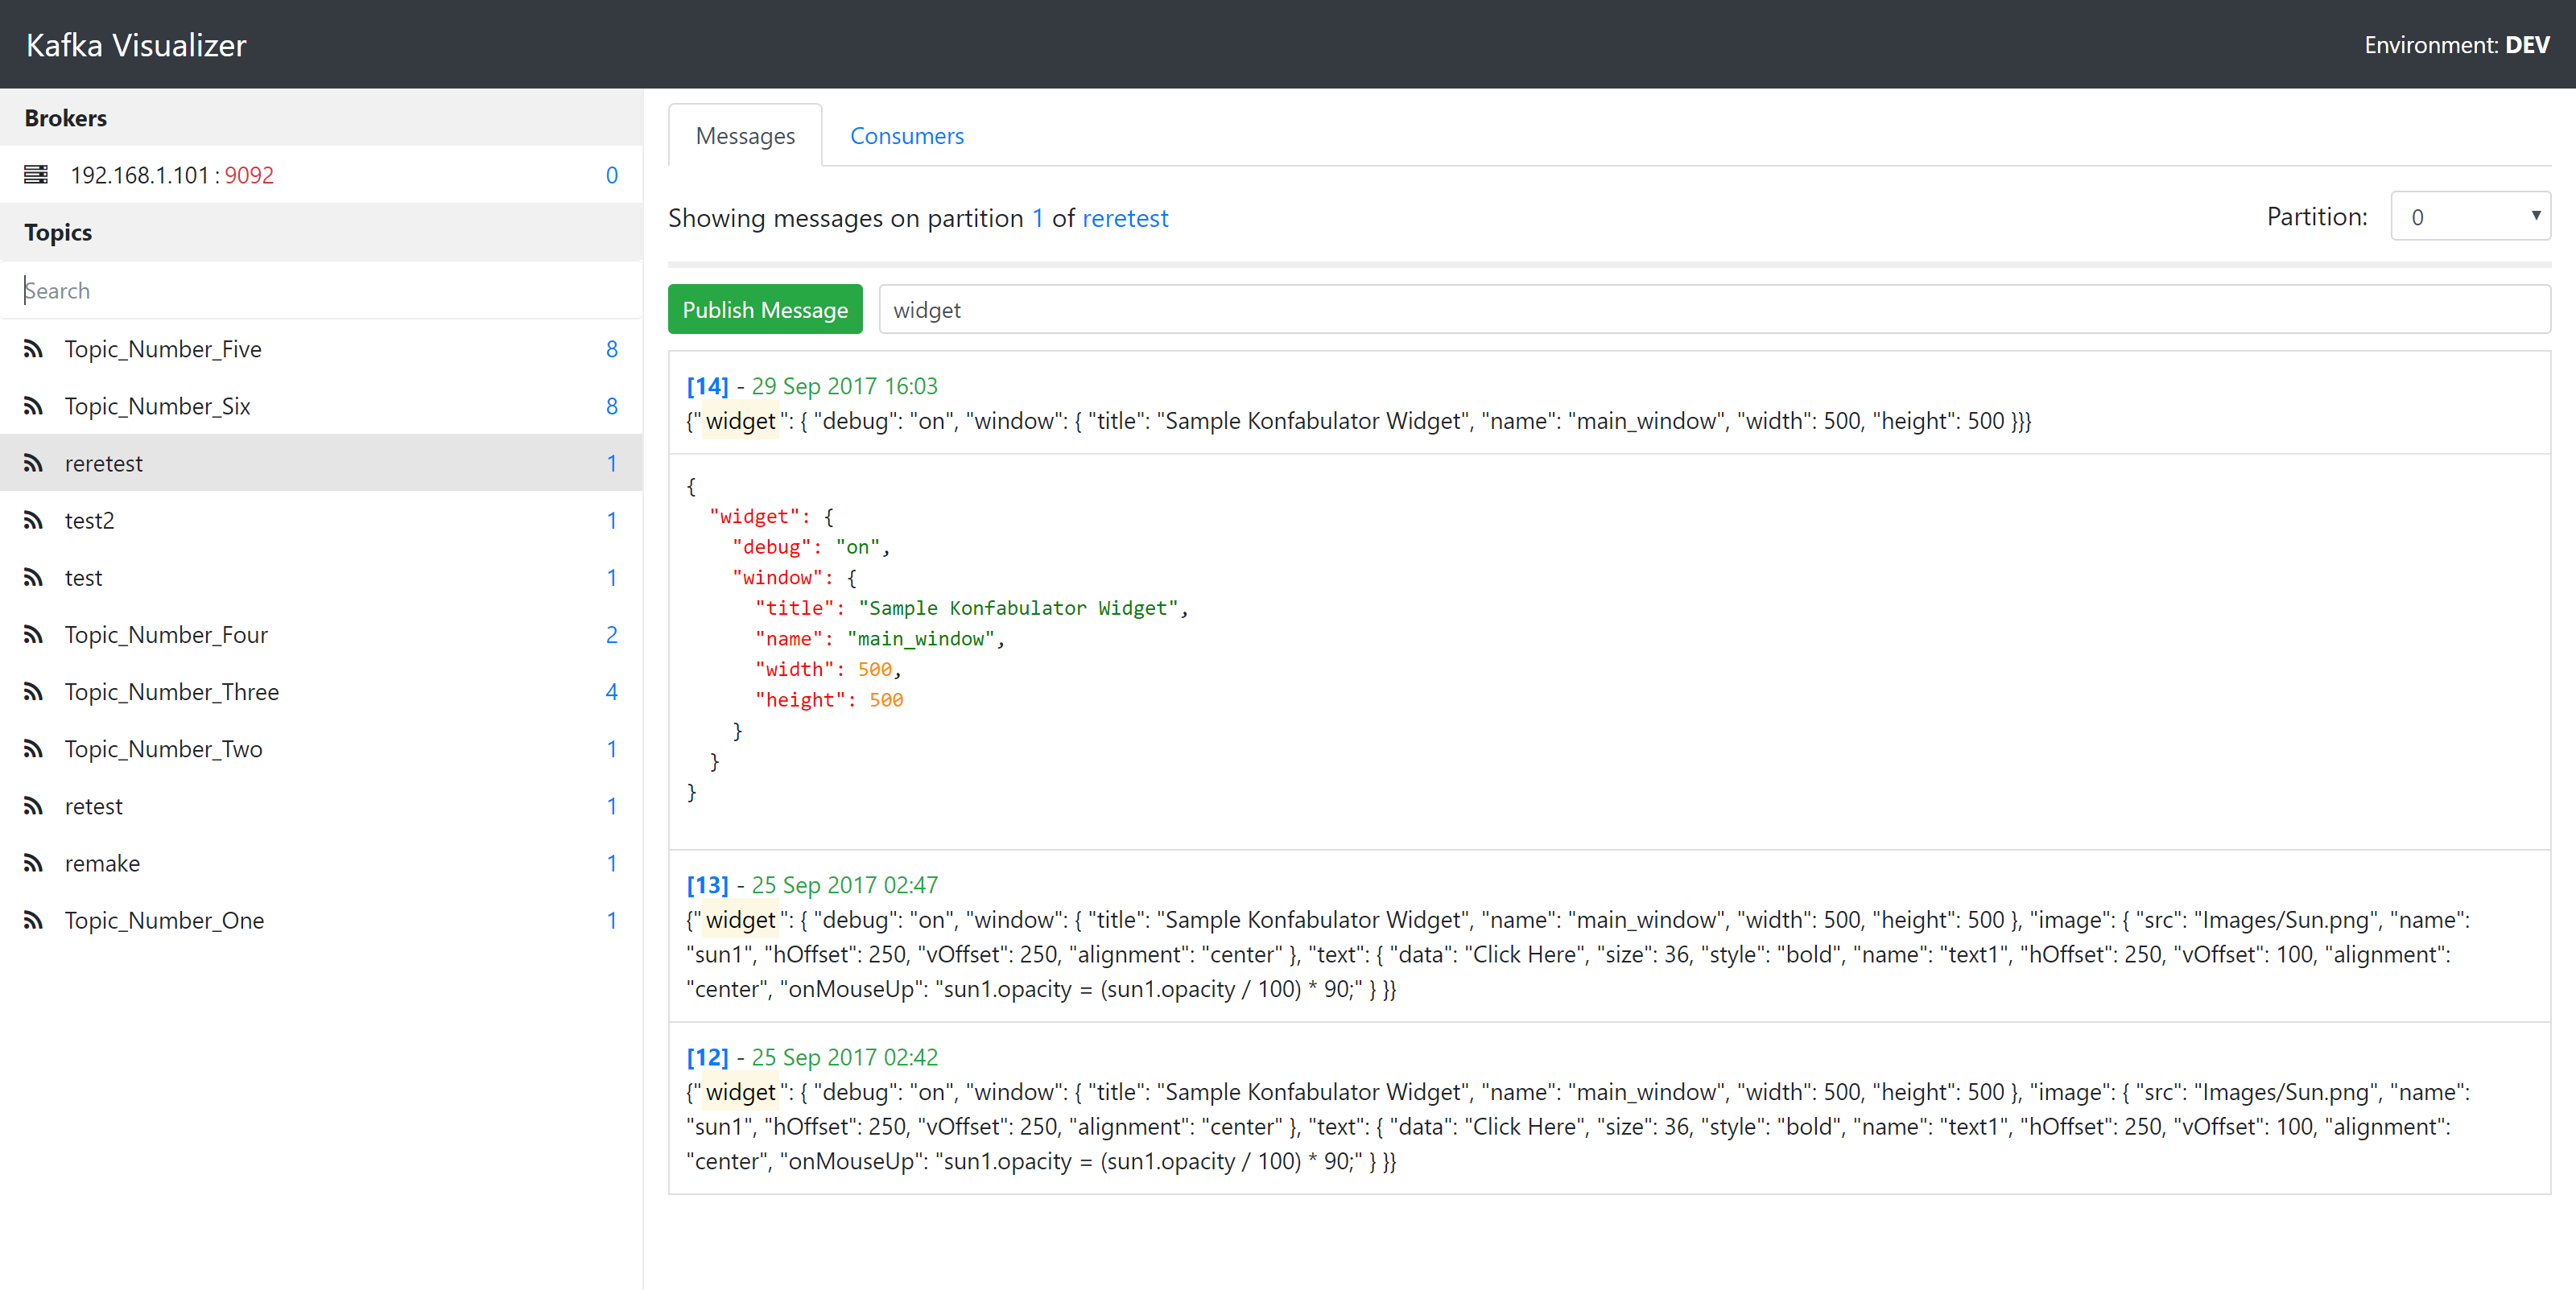 Kafka Visualizer
Environment: DEV
Brokers
192.168.1.101 : 9092 0
Topics
Search
Topic_Number_Five 8
Topic_Number_Six 8
reretest 1
test2 1
test 1
Topic_Number_Four 2
Topic_Number_Three 4
Topic_Number_Two 1
retest 1
remake 1
Topic_Number_One 1
Messages Consumers
Showing messages on partition 1 of reretest
Partition: 0
Publish Message widget
[14] - 29 Sep 2017 16:03
{"widget": { "debug": "on", "window": { "title": "Sample Konfabulator Widget", "name": "main_window", "width": 500, "height": 500 }}}
{
  "widget": {
    "debug": "on",
    "window": {
      "title": "Sample Konfabulator Widget",
      "name": "main_window",
      "width": 500,
      "height": 500
    }
  }
}
[13] - 25 Sep 2017 02:47
{"widget": { "debug": "on", "window": { "title": "Sample Konfabulator Widget", "name": "main_window", "width": 500, "height": 500 }, "image": { "src": "Images/Sun.png", "name":
"sun1", "hOffset": 250, "vOffset": 250, "alignment": "center" }, "text": { "data": "Click Here", "size": 36, "style": "bold", "name": "text1", "hOffset": 250, "vOffset": 100, "alignment":
"center", "onMouseUp": "sun1.opacity = (sun1.opacity / 100) * 90;" } }}
[12] - 25 Sep 2017 02:42
{"widget": { "debug": "on", "window": { "title": "Sample Konfabulator Widget", "name": "main_window", "width": 500, "height": 500 }, "image": { "src": "Images/Sun.png", "name":
"sun1", "hOffset": 250, "vOffset": 250, "alignment": "center" }, "text": { "data": "Click Here", "size": 36, "style": "bold", "name": "text1", "hOffset": 250, "vOffset": 100, "alignment":
"center", "onMouseUp": "sun1.opacity = (sun1.opacity / 100) * 90;" } }}